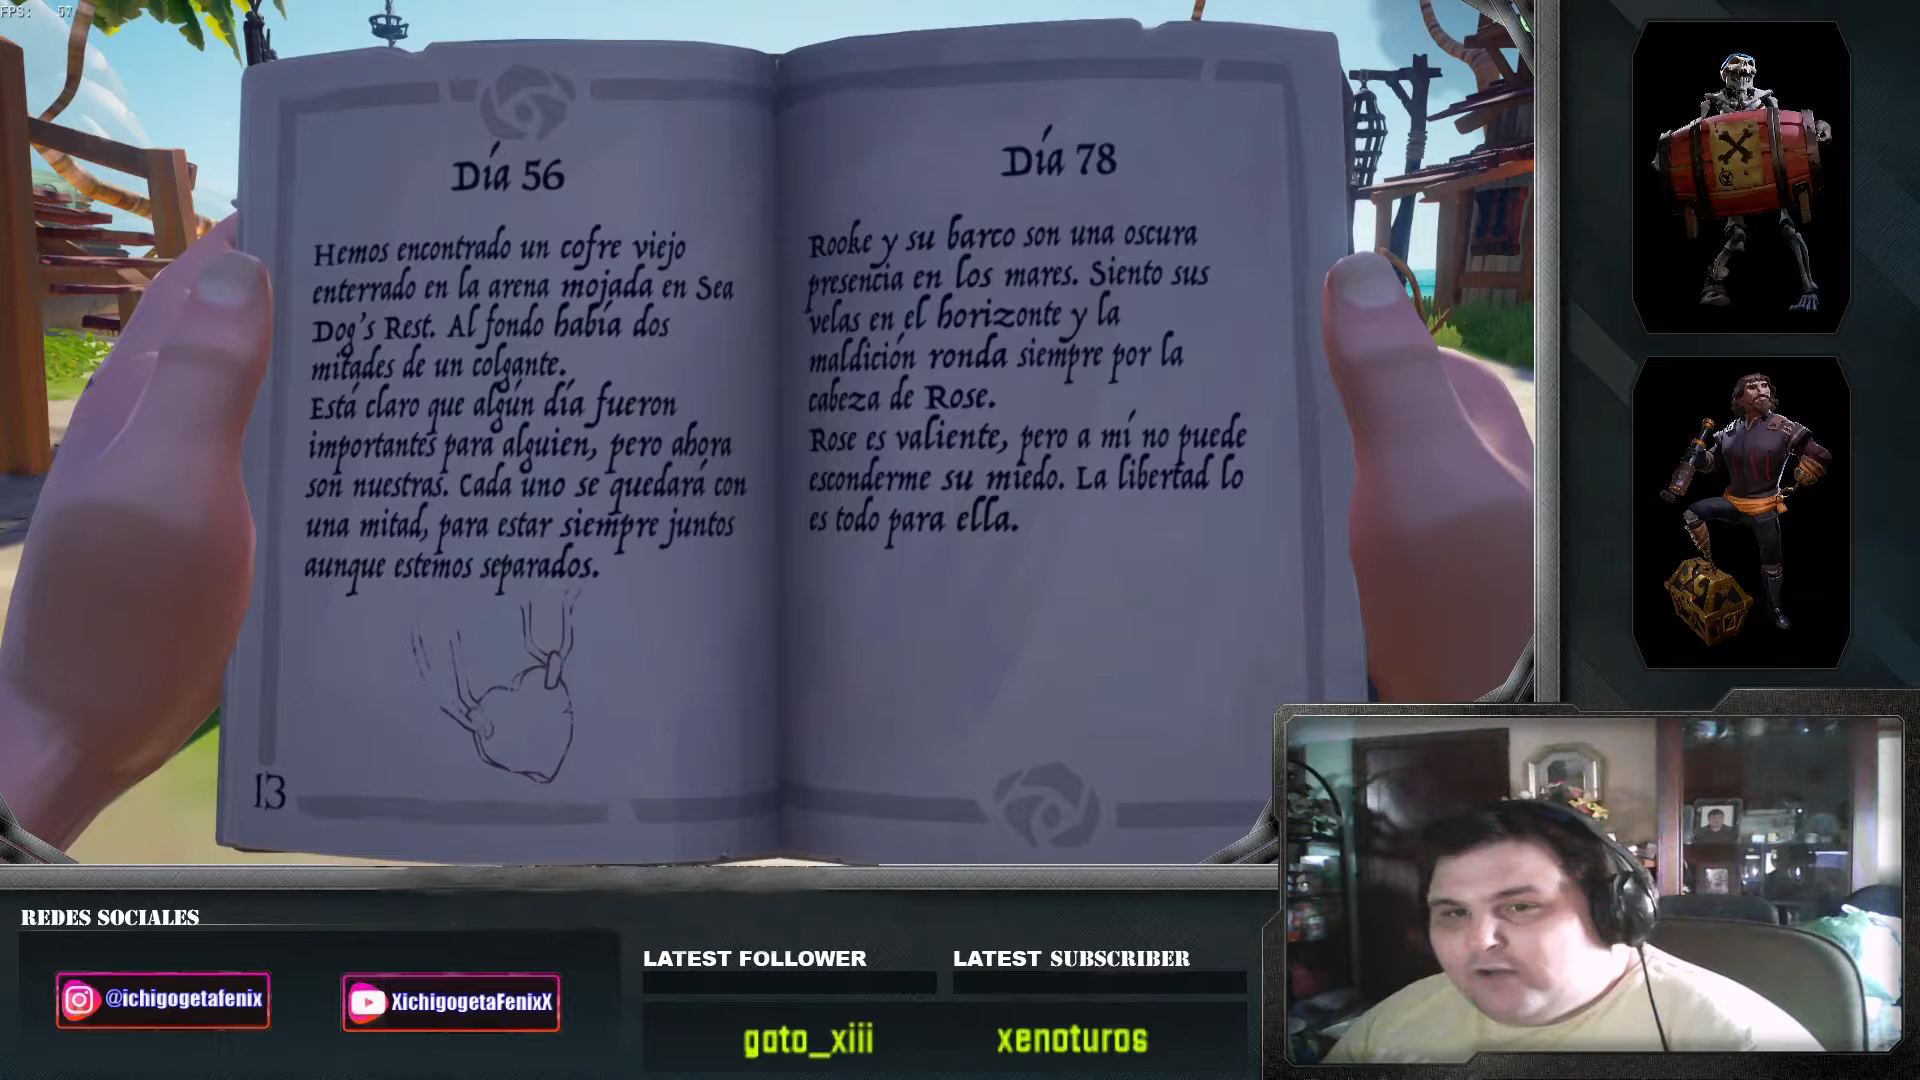 FPS: 57
Día 56
Hemos encontrado un cofre viejo
enterrado en la arena mojada en Sea
Dog's Rest. Al fondo había dos
mitades de un colgante.
Está claro que algún día fueron
importantes para alguien, pero ahora
son nuestras. Cada uno se quedará con
una mitad, para estar siempre juntos
aunque estemos separados.
13
Día 78
Rooke y su barco son una oscura
presencia en los mares. Siento sus
velas en el horizonte y la
maldición ronda siempre por la
cabeza de Rose.
Rose es valiente, pero a mí no puede
esconderme su miedo. La libertad lo
es todo para ella.
REDES SOCIALES
@ichigogetafenix
XichigogetaFenixX
LATEST FOLLOWER
gato_xiii
LATEST SUBSCRIBER
xenoturos